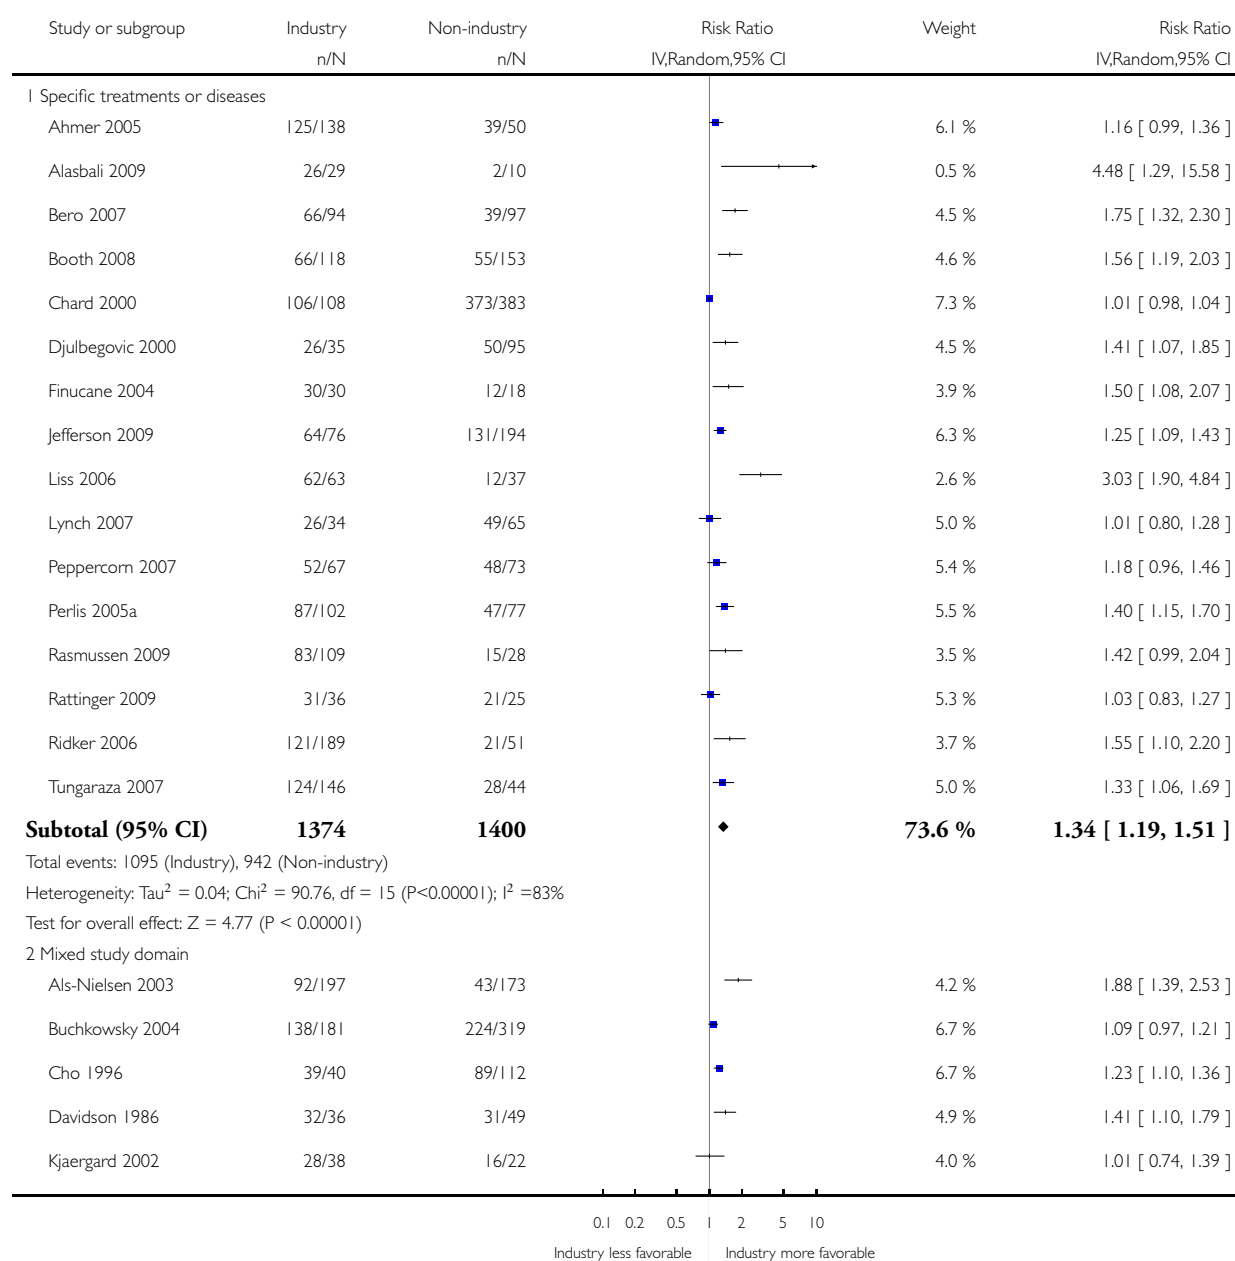 Study or subgroup Industry Non-industry Risk Ratio Weight Risk Ratio
n/N n/N IV,Random,95% CI IV,Random,95% CI
1 Specific treatments or diseases
Ahmer 2005 125/138 39/50 6.1 % 1.16 [ 0.99, 1.36 ]
Alasbali 2009 26/29 2/10 0.5 % 4.48 [ 1.29, 15.58 ]
Bero 2007 66/94 39/97 4.5 % 1.75 [ 1.32, 2.30 ]
Booth 2008 66/118 55/153 4.6 % 1.56 [ 1.19, 2.03 ]
Chard 2000 106/108 373/383 7.3 % 1.01 [ 0.98, 1.04 ]
Djulbegovic 2000 26/35 50/95 4.5 % 1.41 [ 1.07, 1.85 ]
Finucane 2004 30/30 12/18 3.9 % 1.50 [ 1.08, 2.07 ]
Jefferson 2009 64/76 131/194 6.3 % 1.25 [ 1.09, 1.43 ]
Liss 2006 62/63 12/37 2.6 % 3.03 [ 1.90, 4.84 ]
Lynch 2007 26/34 49/65 5.0 % 1.01 [ 0.80, 1.28 ]
Peppercorn 2007 52/67 48/73 5.4 % 1.18 [ 0.96, 1.46 ]
Perlis 2005a 87/102 47/77 5.5 % 1.40 [ 1.15, 1.70 ]
Rasmussen 2009 83/109 15/28 3.5 % 1.42 [ 0.99, 2.04 ]
Rattinger 2009 31/36 21/25 5.3 % 1.03 [ 0.83, 1.27 ]
Ridker 2006 121/189 21/51 3.7 % 1.55 [ 1.10, 2.20 ]
Tungaraza 2007 124/146 28/44 5.0 % 1.33 [ 1.06, 1.69 ]
Subtotal (95% CI) 1374 1400 73.6 % 1.34 [ 1.19, 1.51 ]
Total events: 1095 (Industry), 942 (Non-industry)
Heterogeneity: Tau² = 0.04; Chi² = 90.76, df = 15 (P<0.00001); I² =83%
Test for overall effect: Z = 4.77 (P < 0.00001)
2 Mixed study domain
Als-Nielsen 2003 92/197 43/173 4.2 % 1.88 [ 1.39, 2.53 ]
Buchkowsky 2004 138/181 224/319 6.7 % 1.09 [ 0.97, 1.21 ]
Cho 1996 39/40 89/112 6.7 % 1.23 [ 1.10, 1.36 ]
Davidson 1986 32/36 31/49 4.9 % 1.41 [ 1.10, 1.79 ]
Kjaergard 2002 28/38 16/22 4.0 % 1.01 [ 0.74, 1.39 ]
0.1 0.2 0.5 1 2 5 10
Industry less favorable Industry more favorable